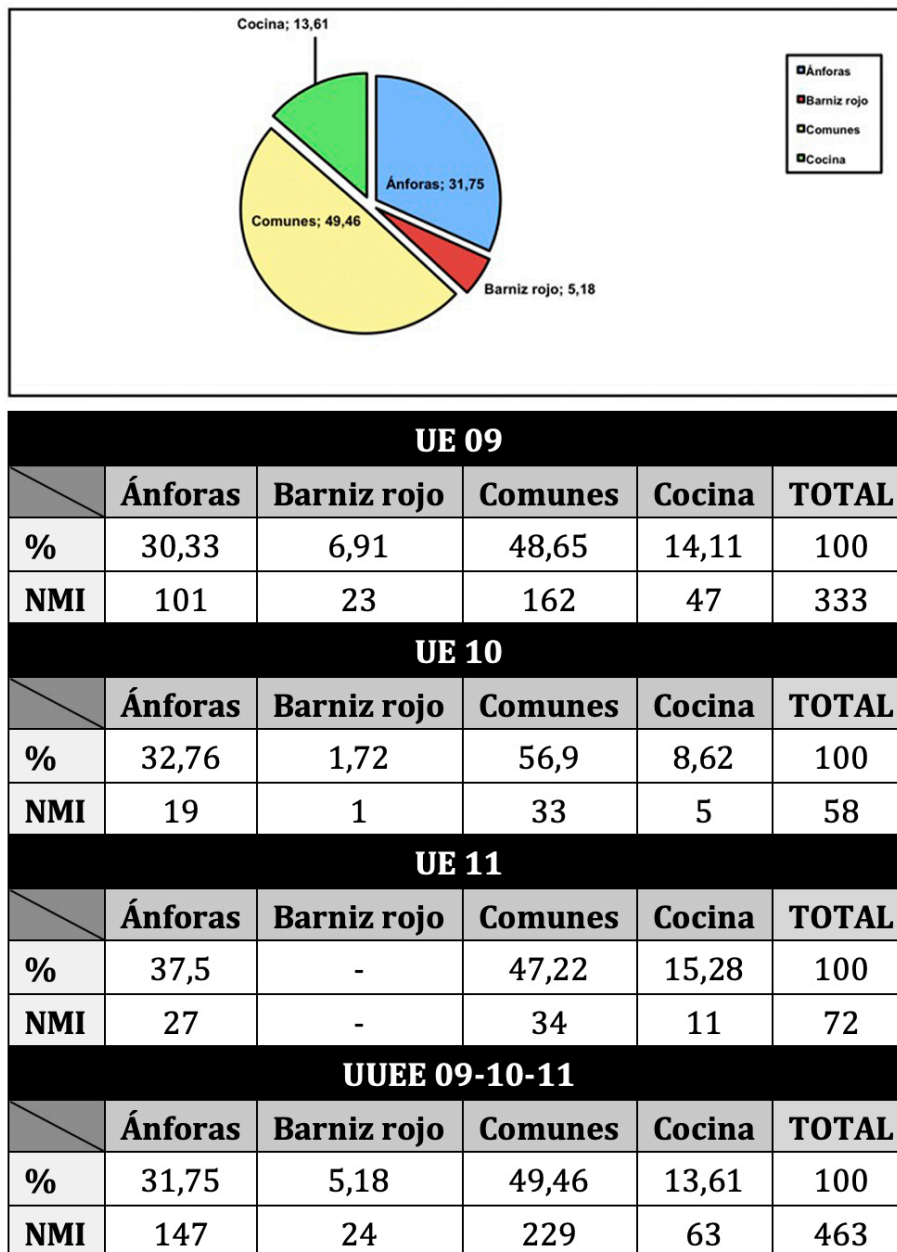 Cocina; 13,61
Ánforas
Barniz rojo
Comunes
Cocina
Ánforas; 31,75
Comunes; 49,46
Barniz rojo; 5,18
UE 09
Ánforas Barniz rojo Comunes Cocina TOTAL
% 30,33 6,91 48,65 14,11 100
NMI 101 23 162 47 333
UE 10
Ánforas Barniz rojo Comunes Cocina TOTAL
% 32,76 1,72 56,9 8,62 100
NMI 19 1 33 5 58
UE 11
Ánforas Barniz rojo Comunes Cocina TOTAL
% 37,5 - 47,22 15,28 100
NMI 27 - 34 11 72
UUEE 09-10-11
Ánforas Barniz rojo Comunes Cocina TOTAL
% 31,75 5,18 49,46 13,61 100
NMI 147 24 229 63 463